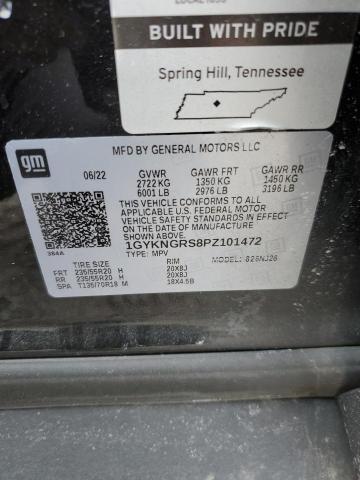 BUILT WITH PRIDE
Spring Hill, Tennessee
gm
MFD BY GENERAL MOTORS LLC
06/22 GVWR GAWR FRT GAWR RR
2722 KG 1350 KG 1450 KG
6001 LB 2976 LB 3196 LB
THIS VEHICLE CONFORMS TO ALL
APPLICABLE U.S. FEDERAL MOTOR
VEHICLE SAFETY STANDARDS IN EFFECT
ON THE DATE OF MANUFACTURE
SHOWN ABOVE.
384A
1GYKNGRS8PZ101472
TYPE: MPV
MODEL: 826NJ26
TIRE SIZE RIM
FRT 235/55R20 H 20X8J
RR 235/55R20 H 20X8J
SPA T135/70R18 M 18X4.5B